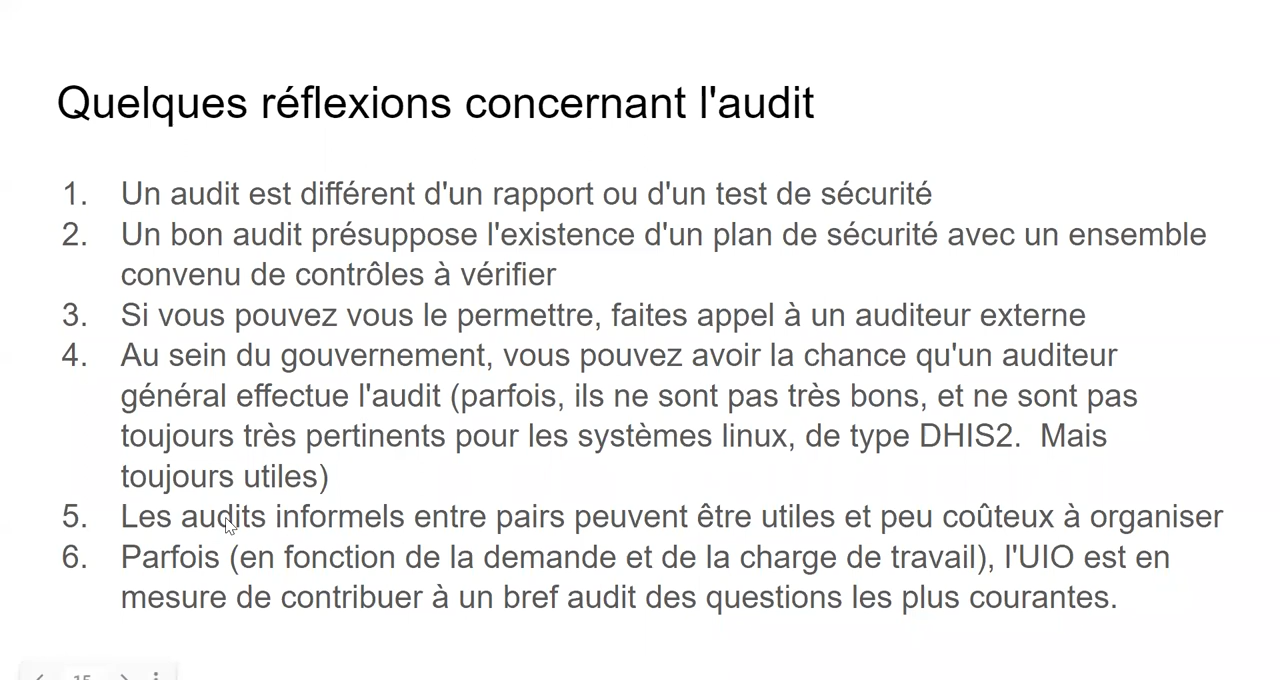 Quelques réflexions concernant l'audit
1. Un audit est différent d'un rapport ou d'un test de sécurité
2. Un bon audit présuppose l'existence d'un plan de sécurité avec un ensemble
convenu de contrôles à vérifier
3. Si vous pouvez vous le permettre, faites appel à un auditeur externe
4. Au sein du gouvernement, vous pouvez avoir la chance qu'un auditeur
général effectue l'audit (parfois, ils ne sont pas très bons, et ne sont pas
toujours très pertinents pour les systèmes linux, de type DHIS2.  Mais
toujours utiles)
5. Les audits informels entre pairs peuvent être utiles et peu coûteux à organiser
6. Parfois (en fonction de la demande et de la charge de travail), l'UIO est en
mesure de contribuer à un bref audit des questions les plus courantes.
15